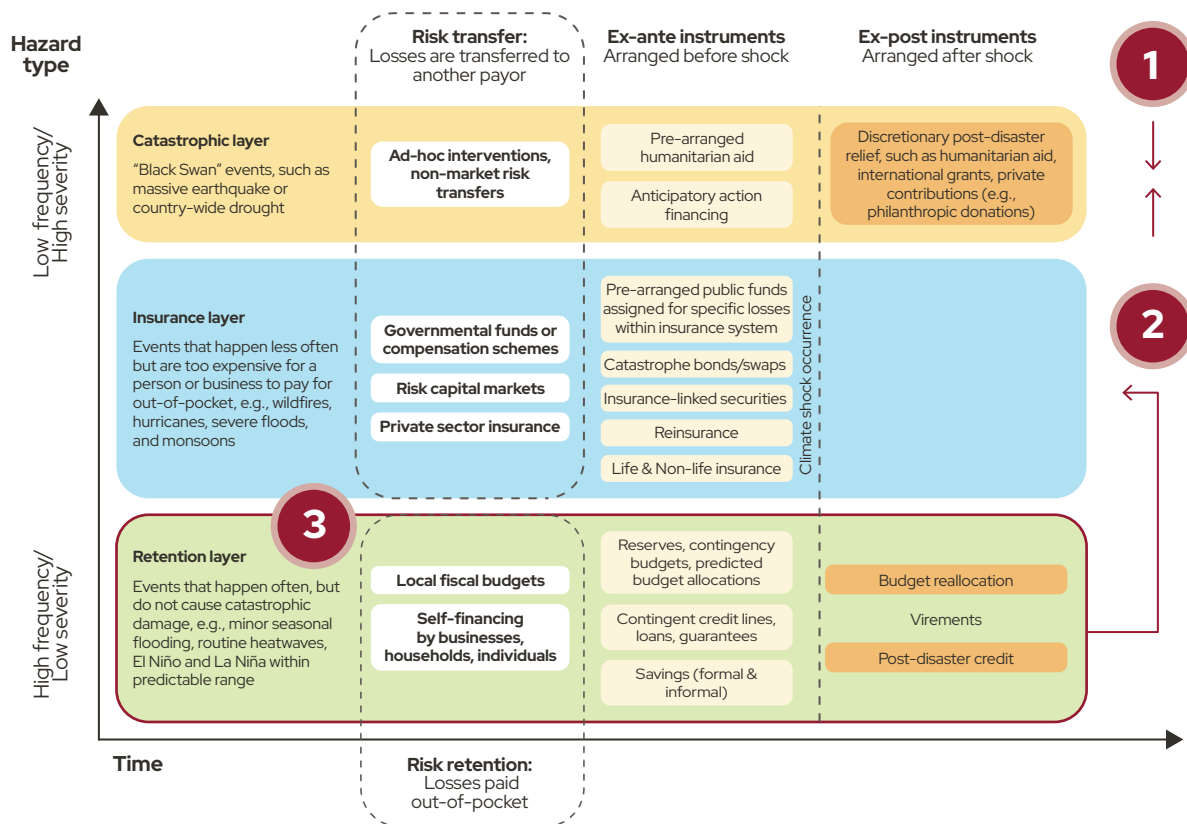 Hazard
type
Risk transfer:
Losses are transferred to
another payor
Ex-ante instruments
Arranged before shock
Ex-post instruments
Arranged after shock
1
Low frequency/
High severity
Catastrophic layer
“Black Swan” events, such as
massive earthquake or
country-wide drought
Ad-hoc interventions,
non-market risk
transfers
Pre-arranged
humanitarian aid
Anticipatory action
financing
Discretionary post-disaster
relief, such as humanitarian aid,
international grants, private
contributions (e.g.,
philanthropic donations)
2
Insurance layer
Events that happen less often
but are too expensive for a
person or business to pay for
out-of-pocket, e.g., wildfires,
hurricanes, severe floods,
and monsoons
Governmental funds or
compensation schemes
Risk capital markets
Private sector insurance
Pre-arranged public funds
assigned for specific losses
within insurance system
Catastrophe bonds/swaps
Insurance-linked securities
Reinsurance
Life & Non-life insurance
Climate shock occurrence
3
High frequency/
Low severity
Retention layer
Events that happen often, but
do not cause catastrophic
damage, e.g., minor seasonal
flooding, routine heatwaves,
El Niño and La Niña within
predictable range
Local fiscal budgets
Self-financing
by businesses,
households, individuals
Reserves, contingency
budgets, predicted
budget allocations
Contingent credit lines,
loans, guarantees
Savings (formal &
informal)
Budget reallocation
Virements
Post-disaster credit
Time
Risk retention:
Losses paid
out-of-pocket